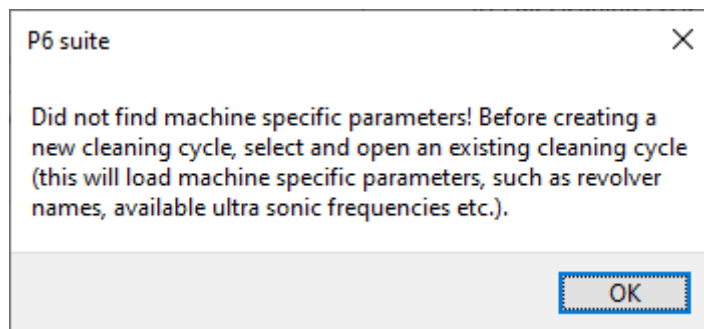 P6 suite
Did not find machine specific parameters! Before creating a
new cleaning cycle, select and open an existing cleaning cycle
(this will load machine specific parameters, such as revolver
names, available ultra sonic frequencies etc.).
OK